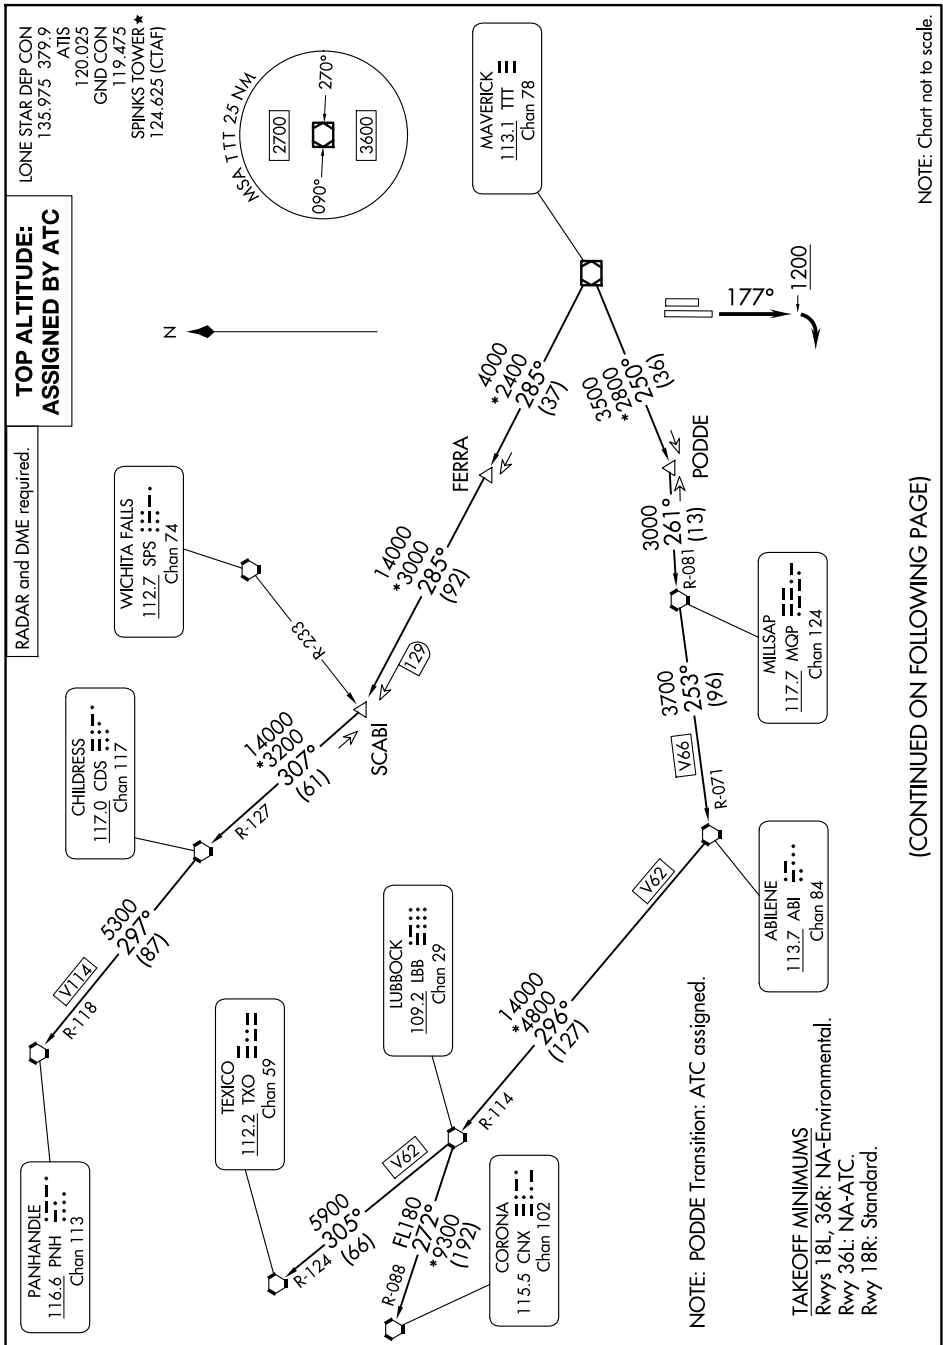 LONE STAR DEP CON
135.975 379.9
ATIS
120.025
GND CON
119.475
SPINKS TOWER ★
124.625 (CTAF)
TOP ALTITUDE:
ASSIGNED BY ATC
RADAR and DME required.
MSA TTT 25 NM
2700
090°
270°
3600
N
MAVERICK
113.1 TTT
Chan 78
WICHITA FALLS
112.7 SPS
Chan 74
R-233
CHILDRESS
117.0 CDS
Chan 117
PANHANDLE
116.6 PNH
Chan 113
V114
R-118
5300
297°
(87)
R-127
14000
*3200
307°
(61)
SCABI
129
14000
*3000
285°
(92)
FERRA
4000
*2400
285°
(37)
3500
*2800
250°
(36)
PODDE
3000
261°
(13)
R-081
MILLSAP
117.7 MQP
Chan 124
3700
253°
(96)
V66
R-071
ABILENE
113.7 ABI
Chan 84
V62
14000
*4800
296°
(127)
R-114
LUBBOCK
109.2 LBB
Chan 29
TEXICO
112.2 TXO
Chan 59
V62
5900
305°
(66)
R-124
FL180
272°
*9300
(192)
R-088
CORONA
115.5 CNX
Chan 102
177°
1200
NOTE: PODDE Transition: ATC assigned.
TAKEOFF MINIMUMS
Rwys 18L, 36R: NA-Environmental.
Rwy 36L: NA-ATC.
Rwy 18R: Standard.
(CONTINUED ON FOLLOWING PAGE)
NOTE: Chart not to scale.